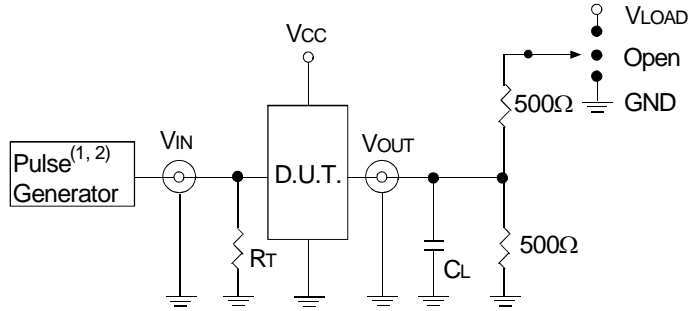 VLOAD
VCC
Open
500Ω
GND
VIN
VOUT
Pulse(1, 2)
Generator
D.U.T.
500Ω
RT
CL